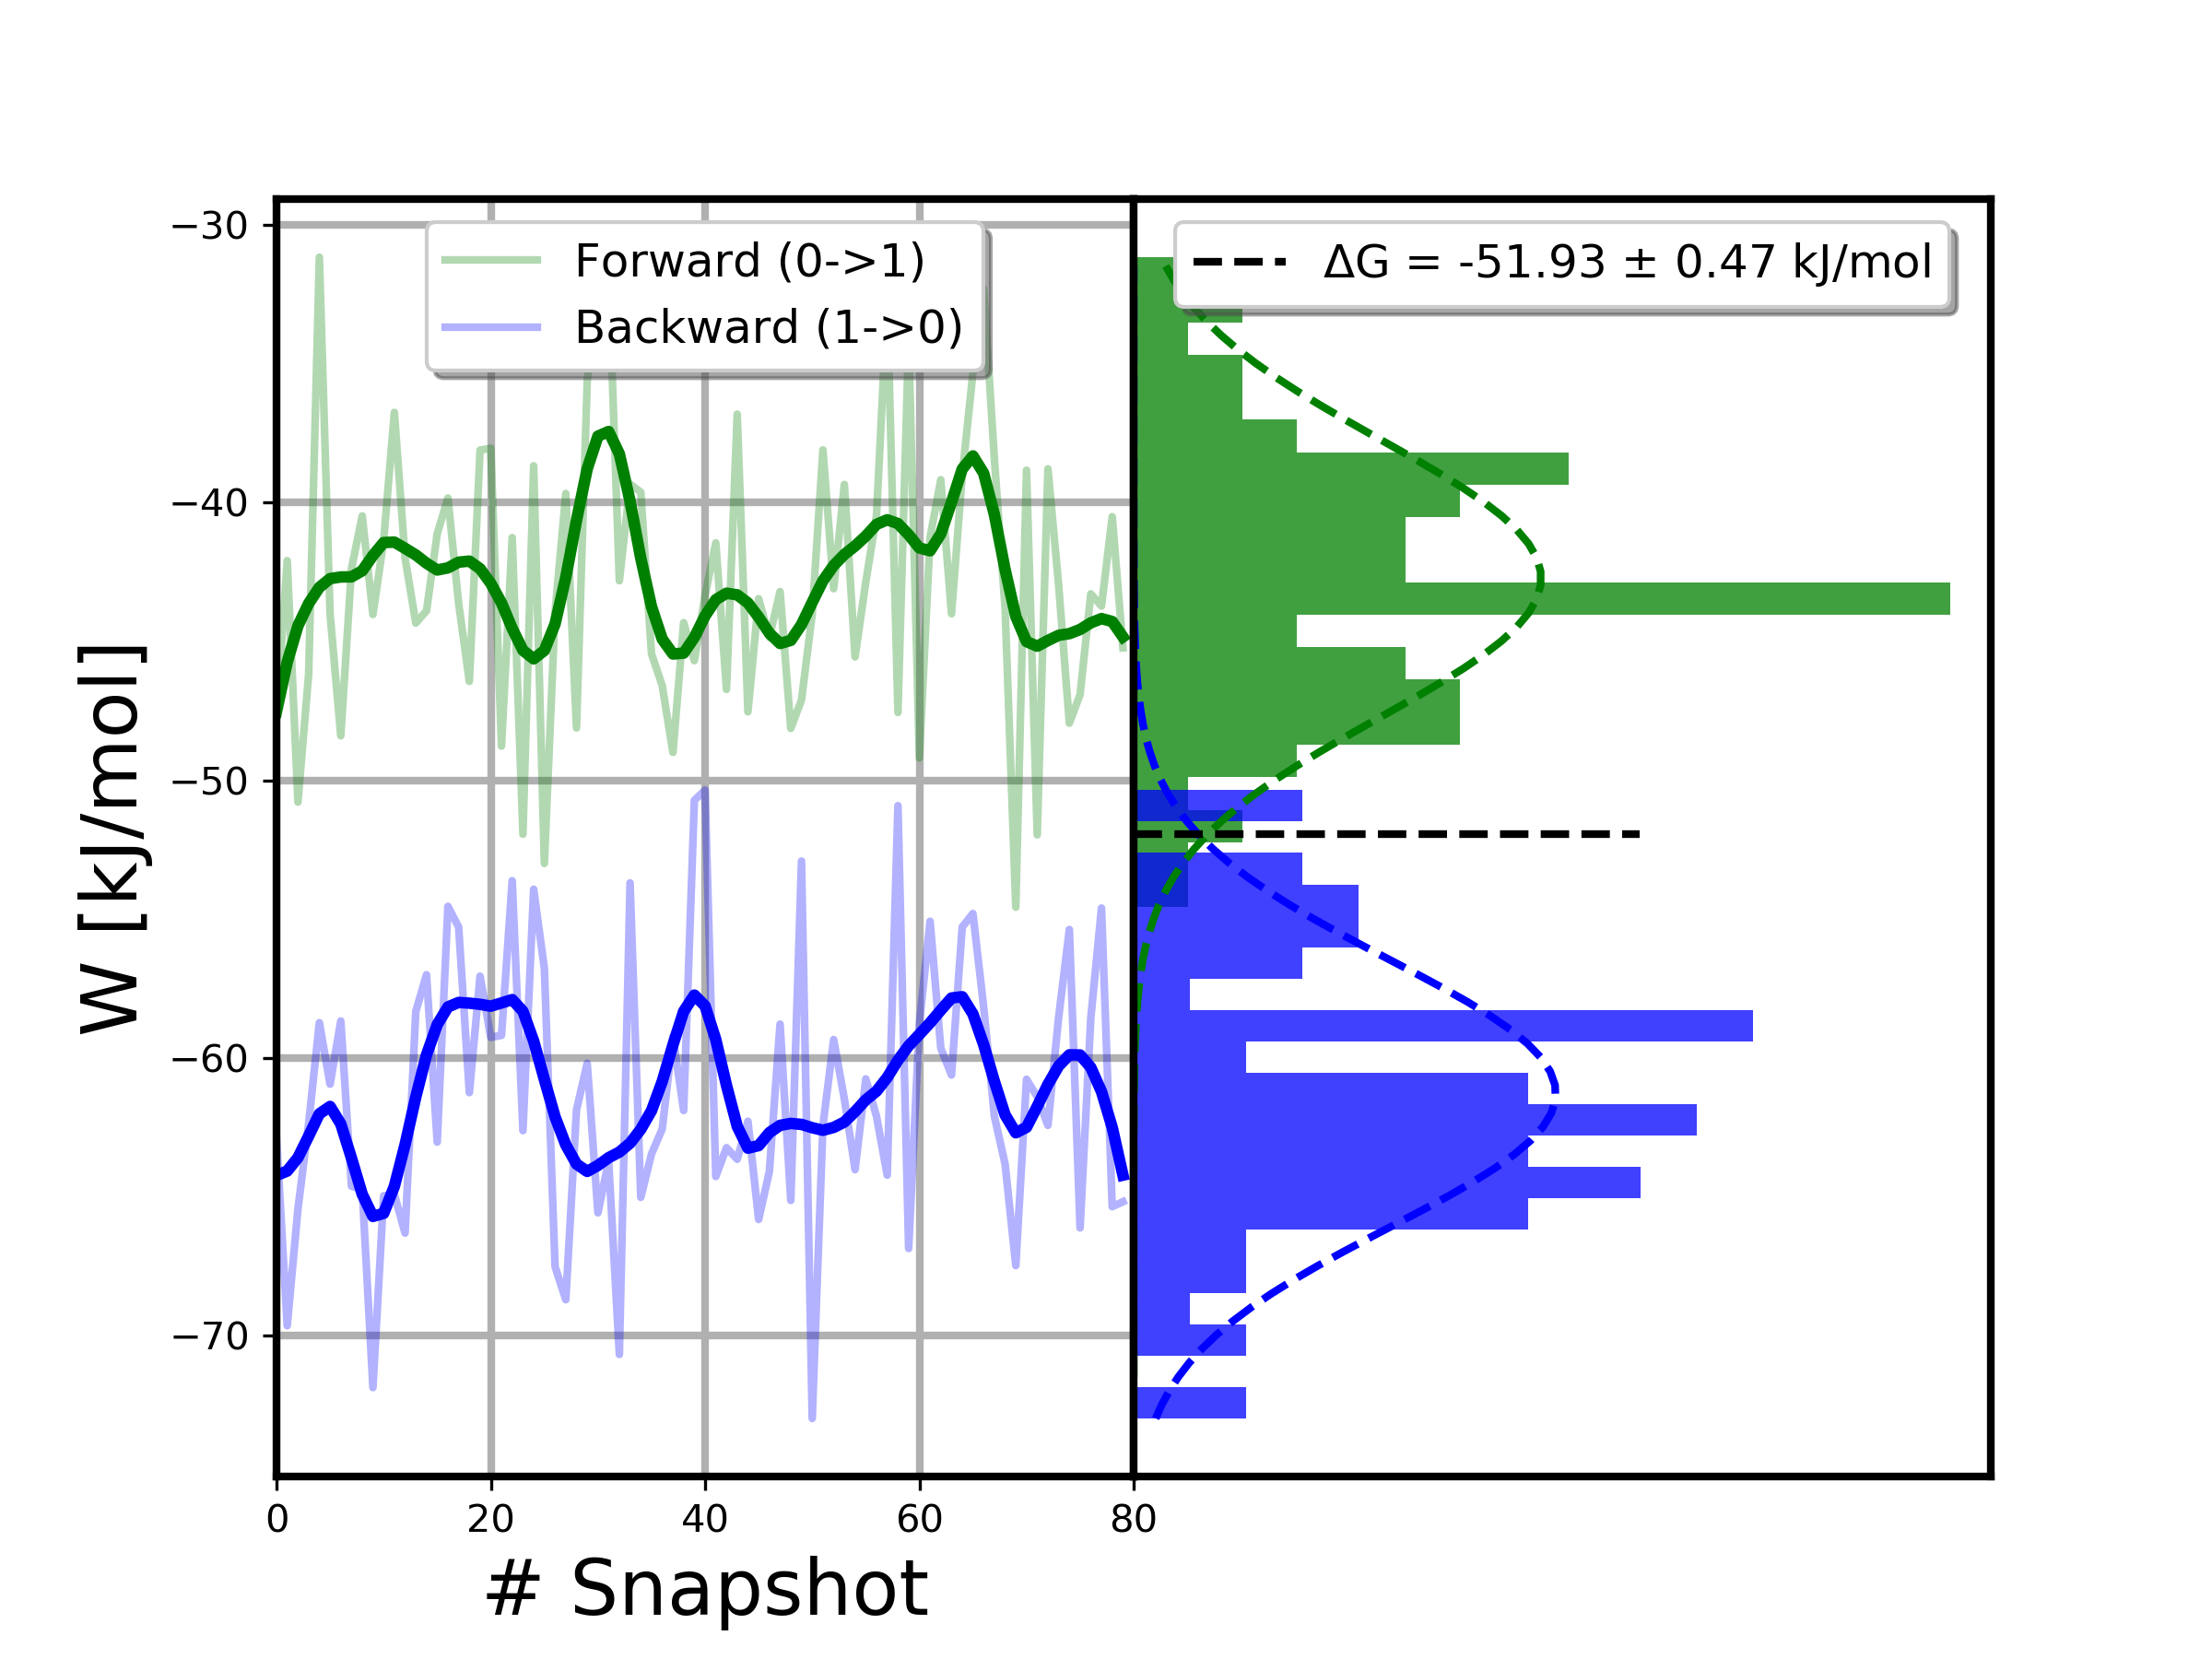 Forward (0->1)
Backward (1->0)
ΔG = -51.93 ± 0.47 kJ/mol
−30
−40
−50
−60
−70
W [kJ/mol]
0 20 40 60 80
# Snapshot